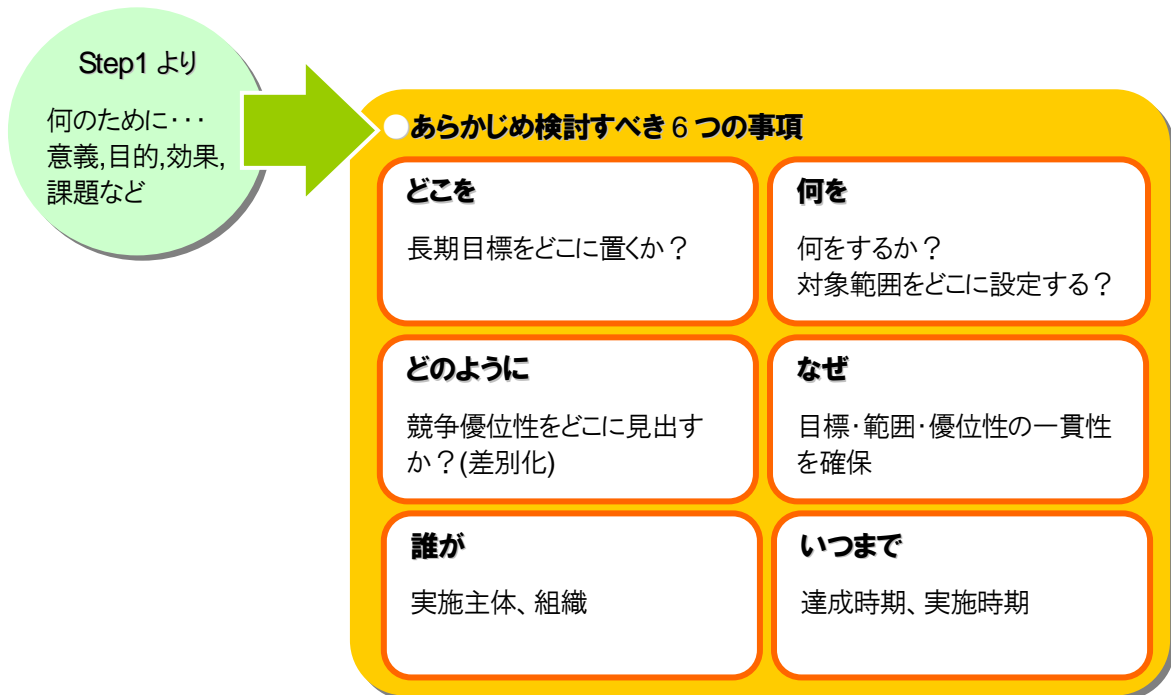 Step1 より
何のために・・・
意義,目的,効果,
課題など
あらかじめ検討すべき 6 つの事項
どこを
長期目標をどこに置くか？
何を
何をするか？
対象範囲をどこに設定する？
どのように
競争優位性をどこに見出す
か？(差別化)
なぜ
目標・範囲・優位性の一貫性
を確保
誰が
実施主体、組織
いつまで
達成時期、実施時期